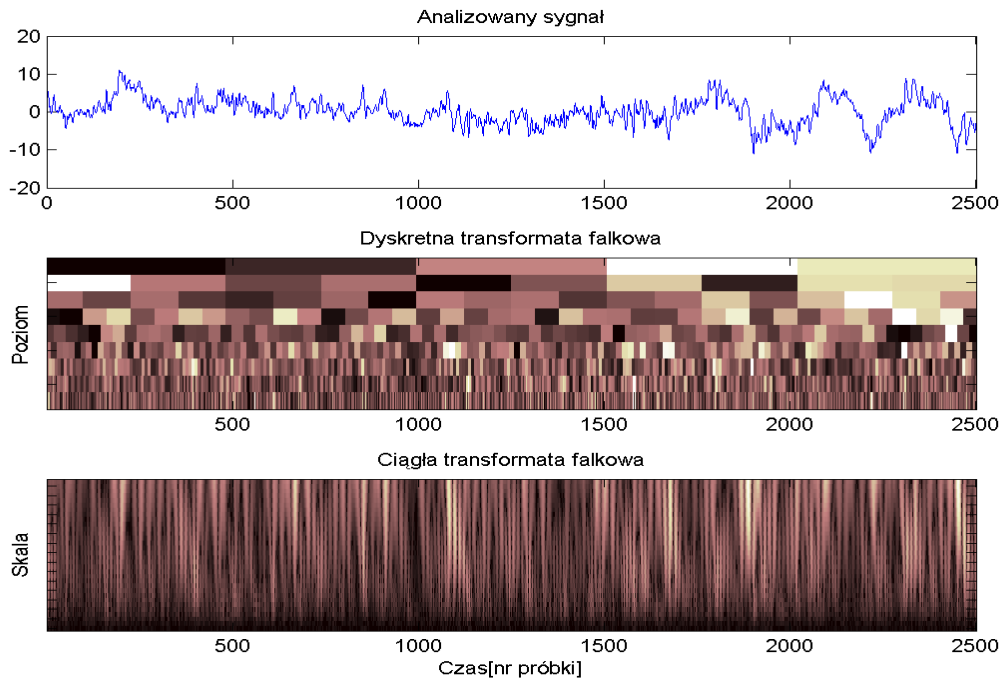 Analizowany sygnał
20
10
0
-10
-20
0 500 1000 1500 2000 2500
Dyskretna transformata falkowa
Poziom
500 1000 1500 2000 2500
Ciągła transformata falkowa
Skala
500 1000 1500 2000 2500
Czas[nr próbki]